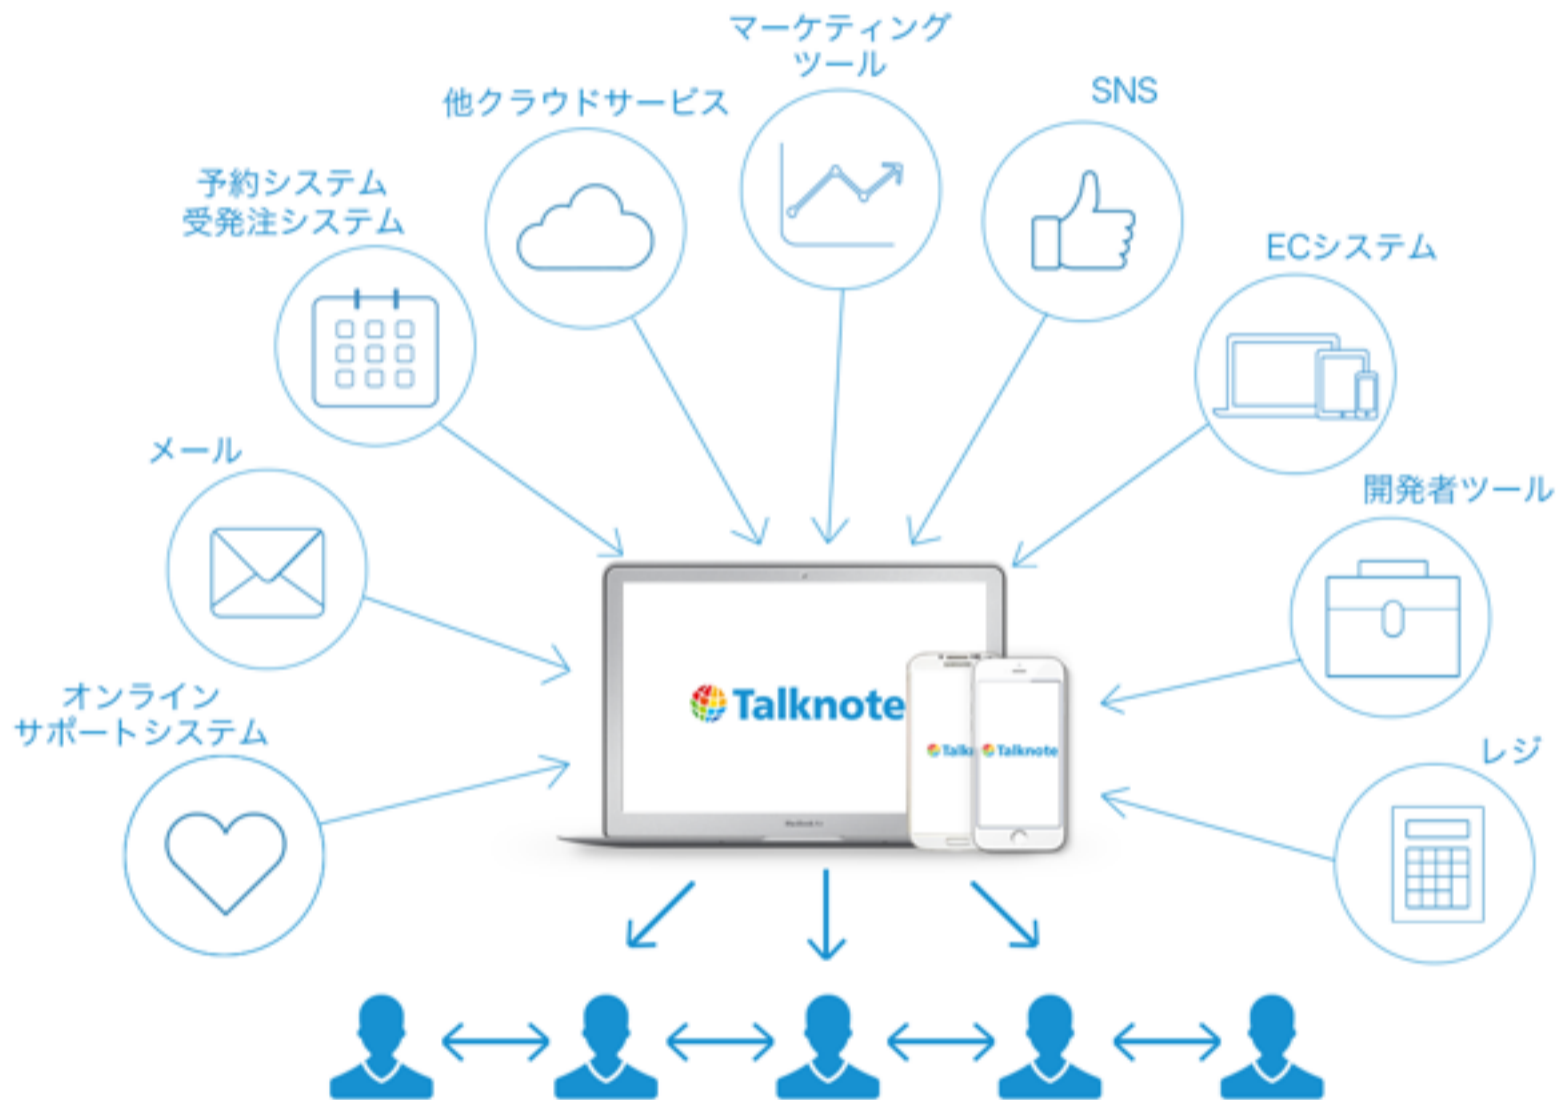 マーケティング
ツール
SNS
他クラウドサービス
予約システム
受発注システム
ECシステム
メール
開発者ツール
オンライン
サポートシステム
レジ
Talknote
Talkn
Talknote
MacBook Air